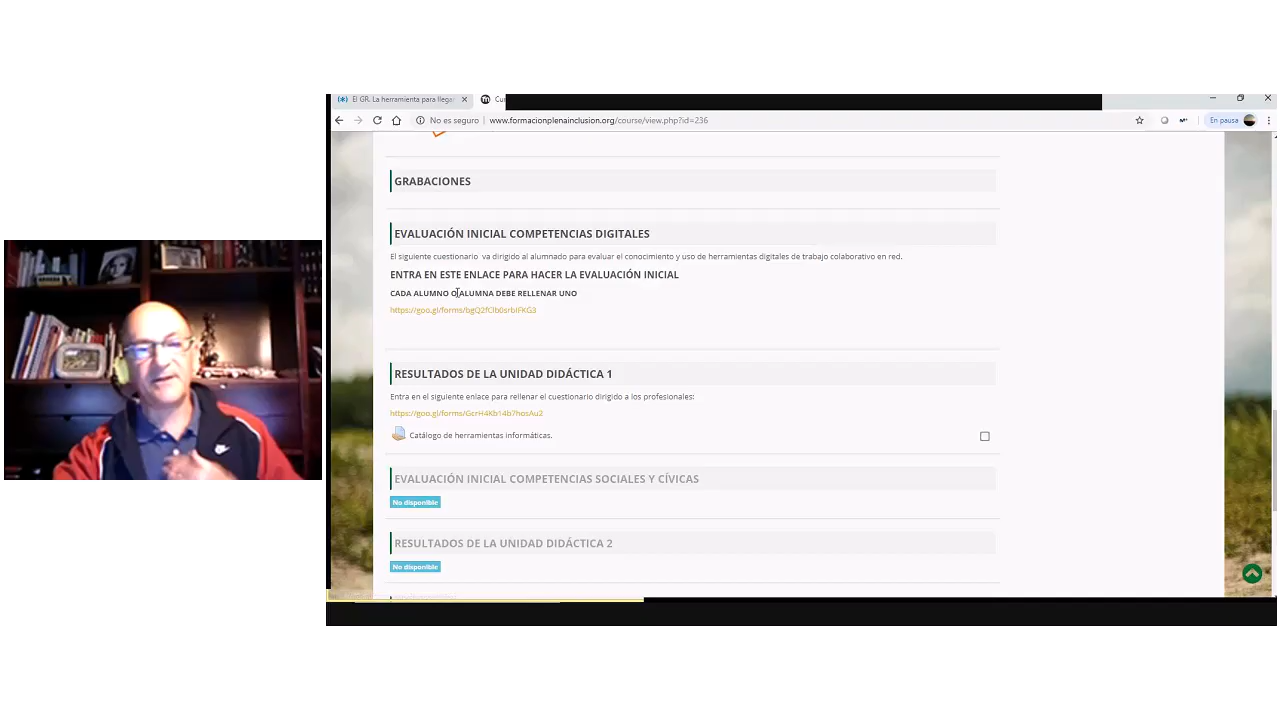 El GR. La herramienta para llegar
No es seguro
www.formacionplenainclusion.org/course/view.php?id=236
En pausa
GRABACIONES
EVALUACIÓN INICIAL COMPETENCIAS DIGITALES
El siguiente cuestionario va dirigido al alumnado para evaluar el conocimiento y uso de herramientas digitales de trabajo colaborativo en red.
ENTRA EN ESTE ENLACE PARA HACER LA EVALUACIÓN INICIAL
CADA ALUMNO O ALUMNA DEBE RELLENAR UNO
RESULTADOS DE LA UNIDAD DIDÁCTICA 1
Entra en el siguiente enlace para rellenar el cuestionario dirigido a los profesionales:
https://goo.gl/forms/GcrH4Kb14b7hosAu2
Catálogo de herramientas informáticas.
EVALUACIÓN INICIAL COMPETENCIAS SOCIALES Y CÍVICAS
No disponible
RESULTADOS DE LA UNIDAD DIDÁCTICA 2
No disponible